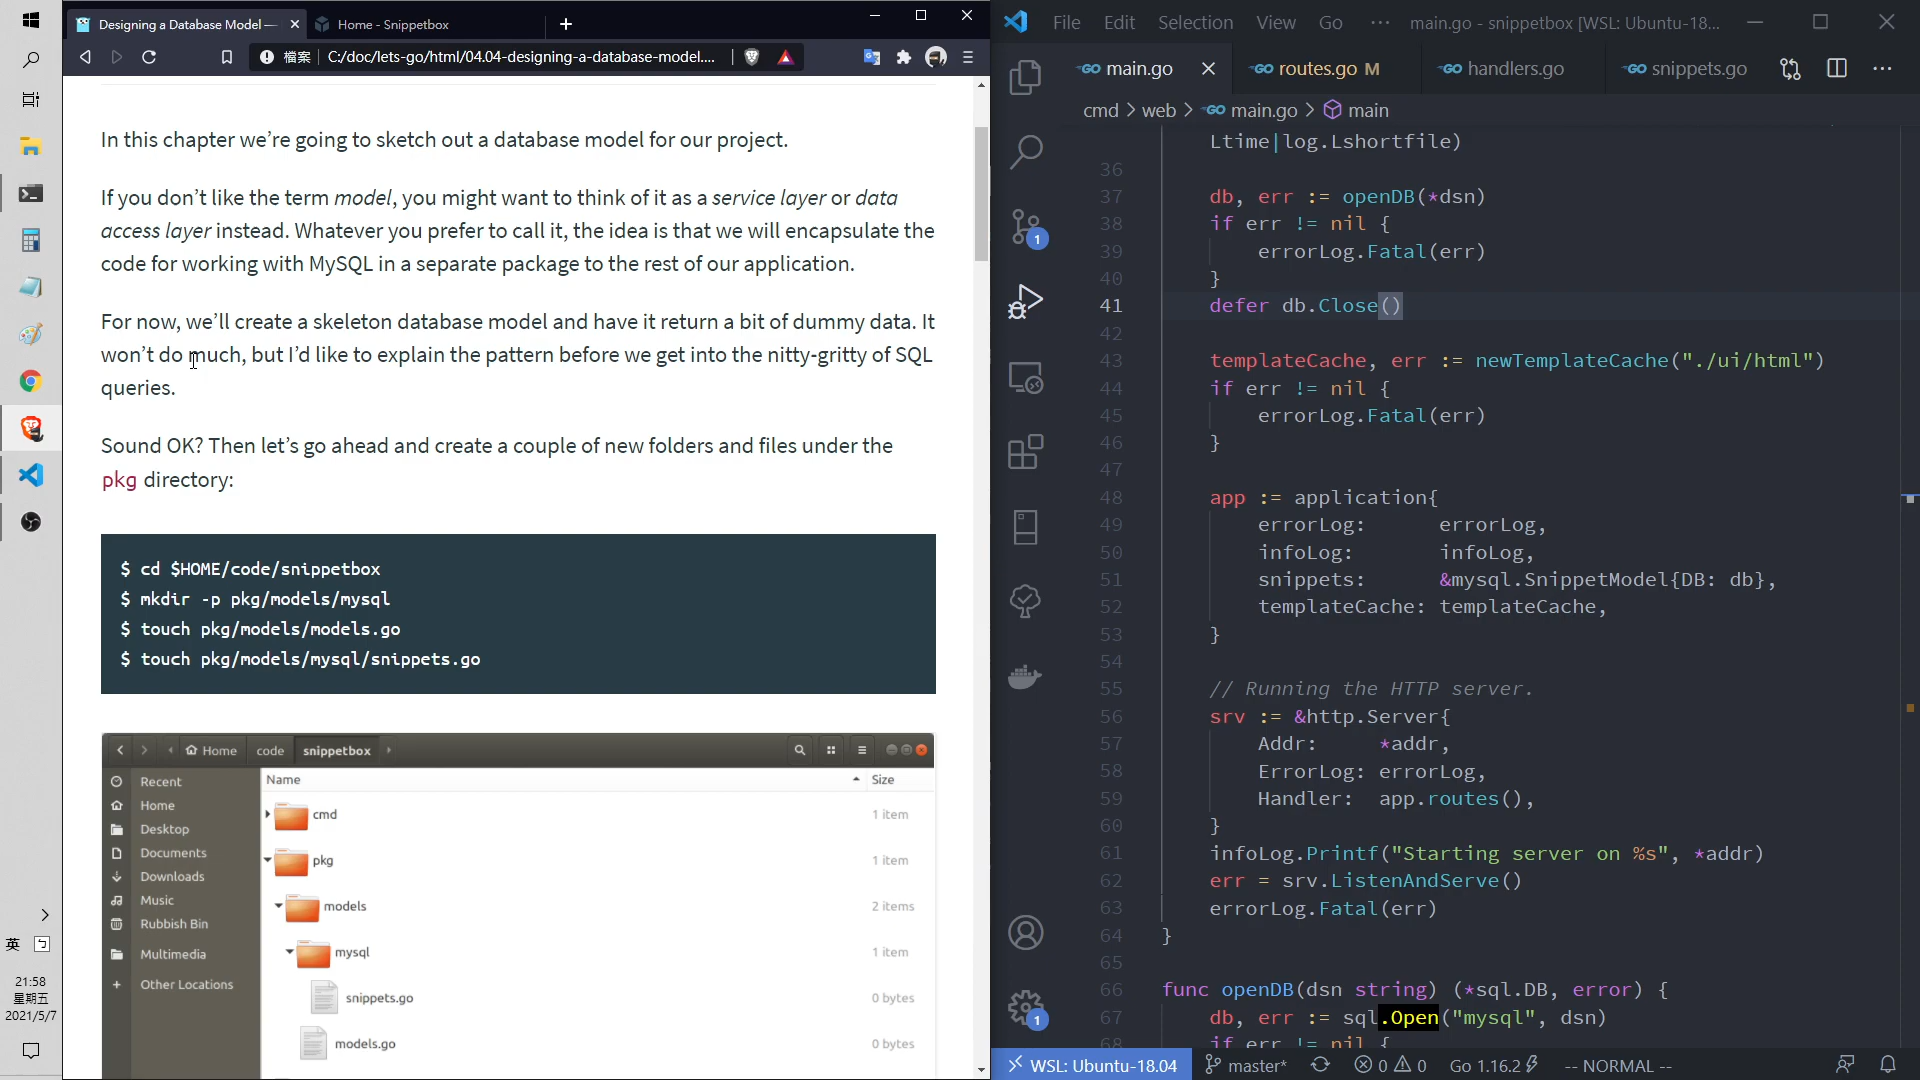 Designing a Database Model —
Home - Snippetbox
檔案
C:/doc/lets-go/html/04.04-designing-a-database-model....
In this chapter we're going to sketch out a database model for our project.
If you don't like the term model, you might want to think of it as a service layer or data
access layer instead. Whatever you prefer to call it, the idea is that we will encapsulate the
code for working with MySQL in a separate package to the rest of our application.
For now, we'll create a skeleton database model and have it return a bit of dummy data. It
won't do much, but I'd like to explain the pattern before we get into the nitty-gritty of SQL
queries.
Sound OK? Then let's go ahead and create a couple of new folders and files under the
pkg directory:
$ cd $HOME/code/snippetbox
$ mkdir -p pkg/models/mysql
$ touch pkg/models/models.go
$ touch pkg/models/mysql/snippets.go
Home code snippetbox
Name Size
Recent
Home
Desktop
Documents
Downloads
Music
Rubbish Bin
Multimedia
Other Locations
cmd 1 item
pkg 1 item
models 2 items
mysql 1 item
snippets.go 0 bytes
models.go 0 bytes
英
21:58
星期五
2021/5/7
File Edit Selection View Go ··· main.go - snippetbox [WSL: Ubuntu-18...
main.go
routes.go M
handlers.go
snippets.go
cmd > web > main.go > main
Ltime|log.Lshortfile)
36
37 db, err := openDB(*dsn)
38 if err != nil {
39 errorLog.Fatal(err)
40 }
41 defer db.Close()
42
43 templateCache, err := newTemplateCache("./ui/html")
44 if err != nil {
45 errorLog.Fatal(err)
46 }
47
48 app := application{
49 errorLog: errorLog,
50 infoLog: infoLog,
51 snippets: &mysql.SnippetModel{DB: db},
52 templateCache: templateCache,
53 }
54
55 // Running the HTTP server.
56 srv := &http.Server{
57 Addr: *addr,
58 ErrorLog: errorLog,
59 Handler: app.routes(),
60 }
61 infoLog.Printf("Starting server on %s", *addr)
62 err = srv.ListenAndServe()
63 errorLog.Fatal(err)
64 }
65
66 func openDB(dsn string) (*sql.DB, error) {
67 db, err := sql.Open("mysql", dsn)
68 if err != nil {
1
1
WSL: Ubuntu-18.04 master* 0 0 Go 1.16.2 -- NORMAL --